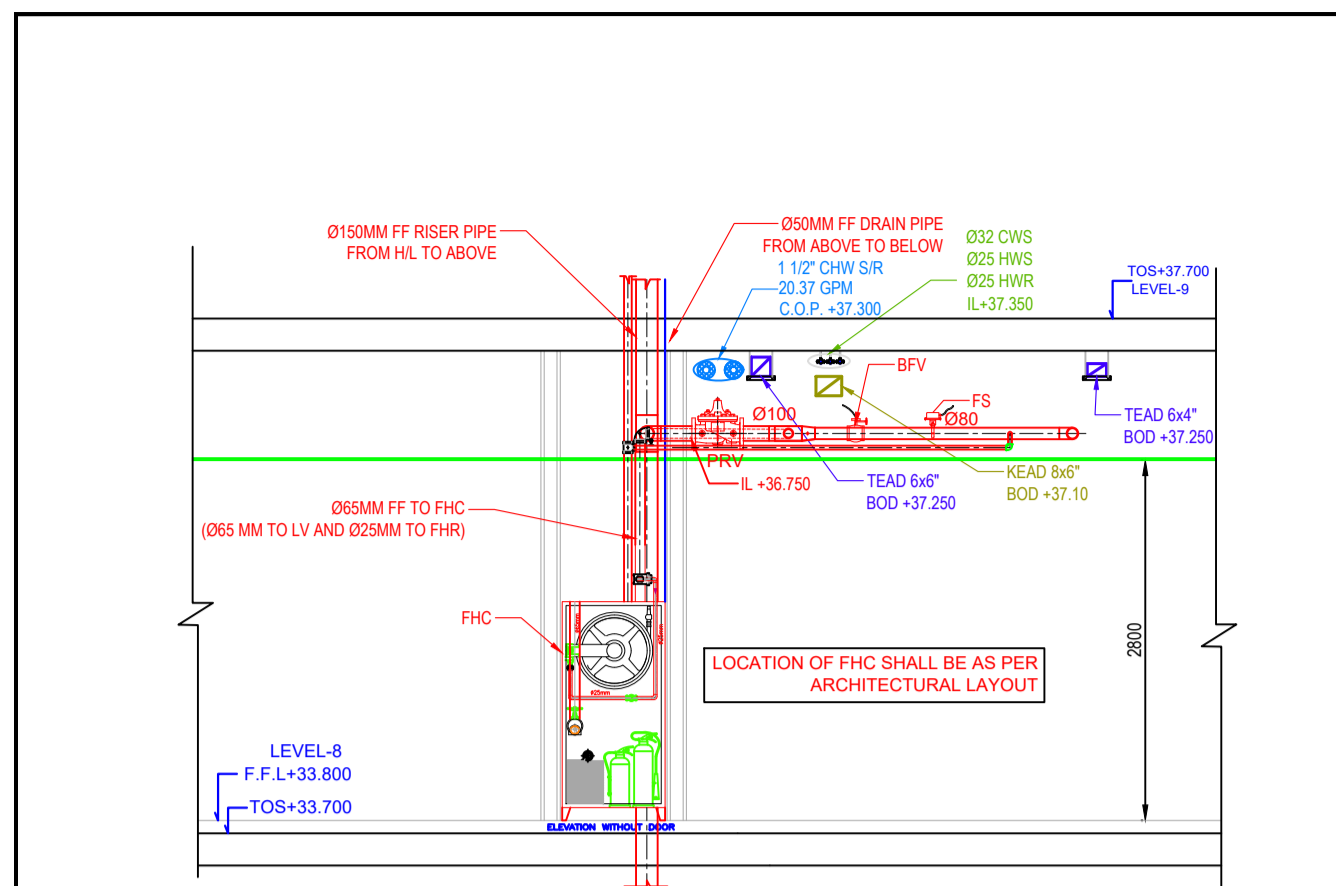 Ø150MM FF RISER PIPE
FROM H/L TO ABOVE
Ø50MM FF DRAIN PIPE
FROM ABOVE TO BELOW
1 1/2" CHW S/R
20.37 GPM
C.O.P. +37.300
Ø32 CWS
Ø25 HWS
Ø25 HWR
IL+37.350
TOS+37.700
LEVEL-9
BFV
FS
Ø100
Ø80
TEAD 6x4"
BOD +37.250
PRV
IL +36.750
TEAD 6x6"
BOD +37.250
KEAD 8x6"
BOD +37.10
Ø65MM FF TO FHC
(Ø65 MM TO LV AND Ø25MM TO FHR)
FHC
ø65mm
ø25mm
ø25mm
2800
LOCATION OF FHC SHALL BE AS PER
ARCHITECTURAL LAYOUT
LEVEL-8
F.F.L+33.800
TOS+33.700
ELEVATION WITHOUT DOOR